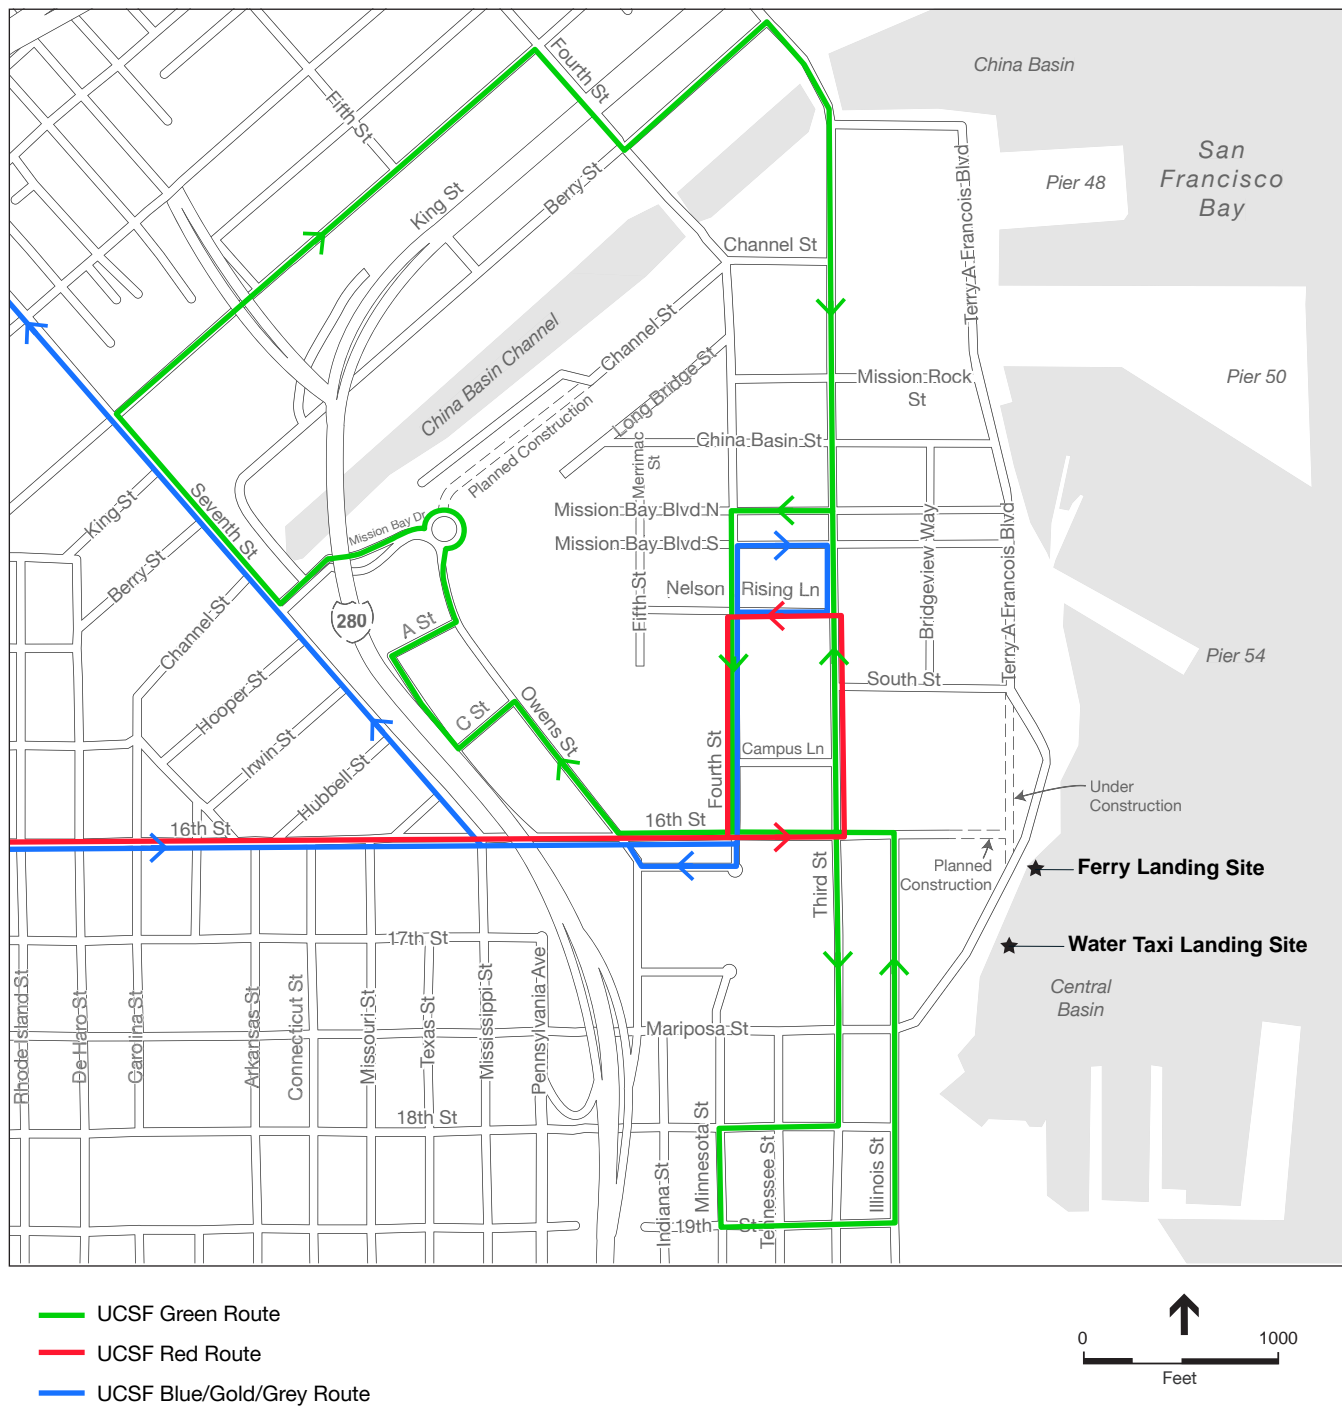 China Basin
San
Francisco
Bay
Fourth St
Fifth St
Pier 48
Terry A Francois Blvd
King St
Berry St
Channel St
China Basin Channel
Channel St
Long Bridge St
Planned Construction
Mission Rock
St
Pier 50
China Basin St
Merrimac
St
Mission Bay Blvd N
Mission Bay Blvd S
Mission Bay Dr
Seventh St
King St
Berry St
Channel St
Hooper St
Irwin St
Hubbell St
280
A St
C St
Owens St
Nelson
Rising Ln
Fifth St
Bridgeview Way
Terry A Francois Blvd
Pier 54
South St
Fourth St
Campus Ln
Under
Construction
16th St
16th St
Third St
Planned
Construction
Ferry Landing Site
Water Taxi Landing Site
Central
Basin
17th St
Rhode Island St
De Haro St
Carolina St
Arkansas St
Connecticut St
Missouri St
Texas St
Mississippi St
Pennsylvania Ave
Mariposa St
18th St
Indiana St
Minnesota St
Tennessee St
Illinois St
19th St
UCSF Green Route
UCSF Red Route
UCSF Blue/Gold/Grey Route
0 1000
Feet